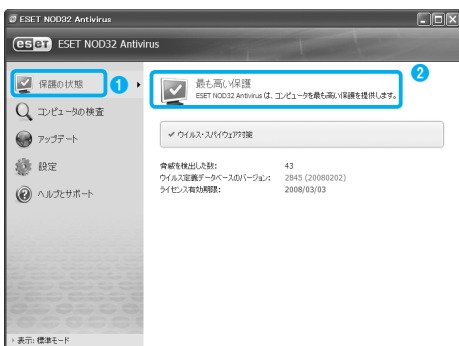 ESET NOD32 Antivirus
eset ESET NOD32 Antivirus
保護の状態
1
コンピュータの検査
アップデート
設定
ヘルプとサポート
表示: 標準モード
2
最も高い保護
ESET NOD32 Antivirus は、コンピュータを最も高い保護を提供します。
ウイルス・スパイウェア対策
脅威を検出した数: 43
ウイルス定義データベースのバージョン: 2845 (20080202)
ライセンス有効期限: 2008/03/03